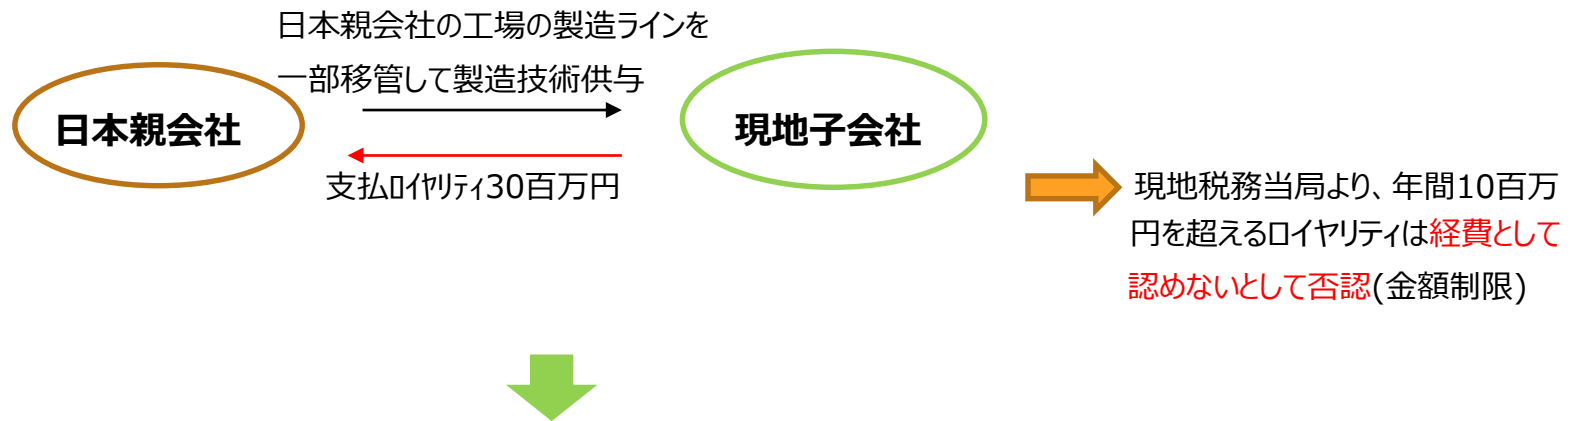 日本親会社の工場の製造ラインを
一部移管して製造技術供与
日本親会社
現地子会社
支払ﾛｲﾔﾘﾃｨ30百万円
現地税務当局より、年間10百万
円を超えるﾛイヤリティは経費として
認めないとして否認(金額制限)